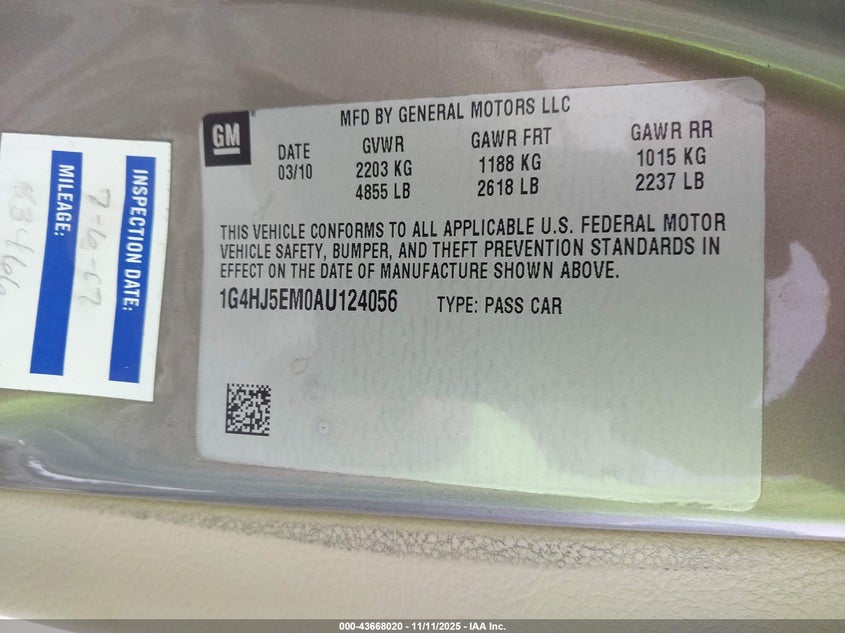 GM
MFD BY GENERAL MOTORS LLC
DATE GVWR GAWR FRT GAWR RR
03/10 2203 KG 1188 KG 1015 KG
4855 LB 2618 LB 2237 LB
THIS VEHICLE CONFORMS TO ALL APPLICABLE U.S. FEDERAL MOTOR
VEHICLE SAFETY, BUMPER, AND THEFT PREVENTION STANDARDS IN
EFFECT ON THE DATE OF MANUFACTURE SHOWN ABOVE.
1G4HJ5EM0AU124056 TYPE: PASS CAR
INSPECTION DATE:
MILEAGE:
000-43668020 - 11/11/2025 - IAA Inc.